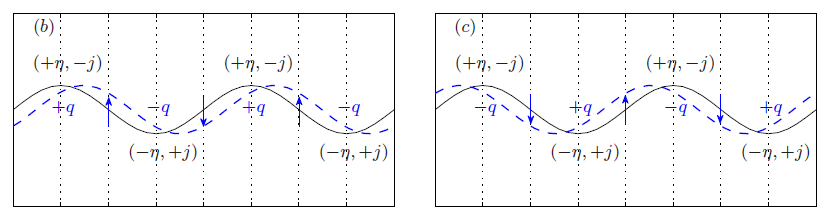 (b)
(+η, −j)
(+η, −j)
+q
−q
+q
−q
(−η, +j)
(−η, +j)
(c)
(+η, −j)
(+η, −j)
−q
+q
−q
+q
(−η, +j)
(−η, +j)